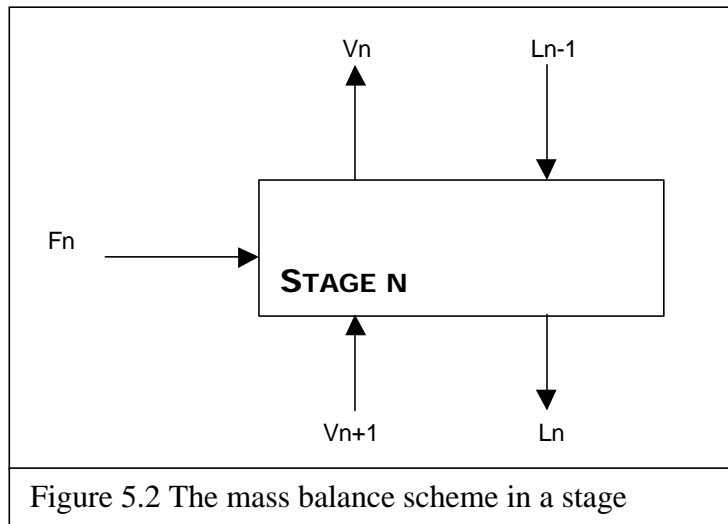 Vn Ln-1
Fn
STAGE N
Vn+1 Ln
Figure 5.2 The mass balance scheme in a stage